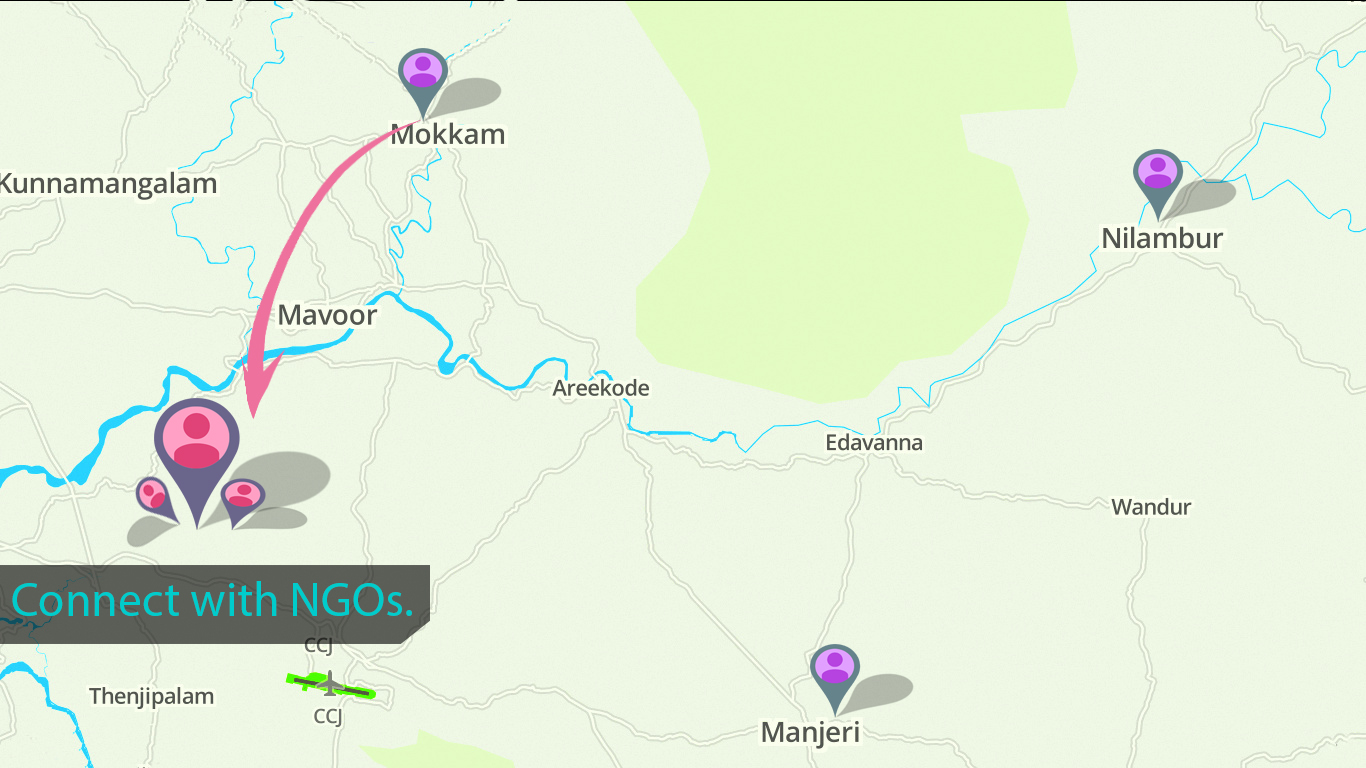 Mokkam
Kunnamangalam
Nilambur
Mavoor
Areekode
Edavanna
Wandur
Connect with NGOs.
CCJ
Thenjipalam
CCJ
Manjeri